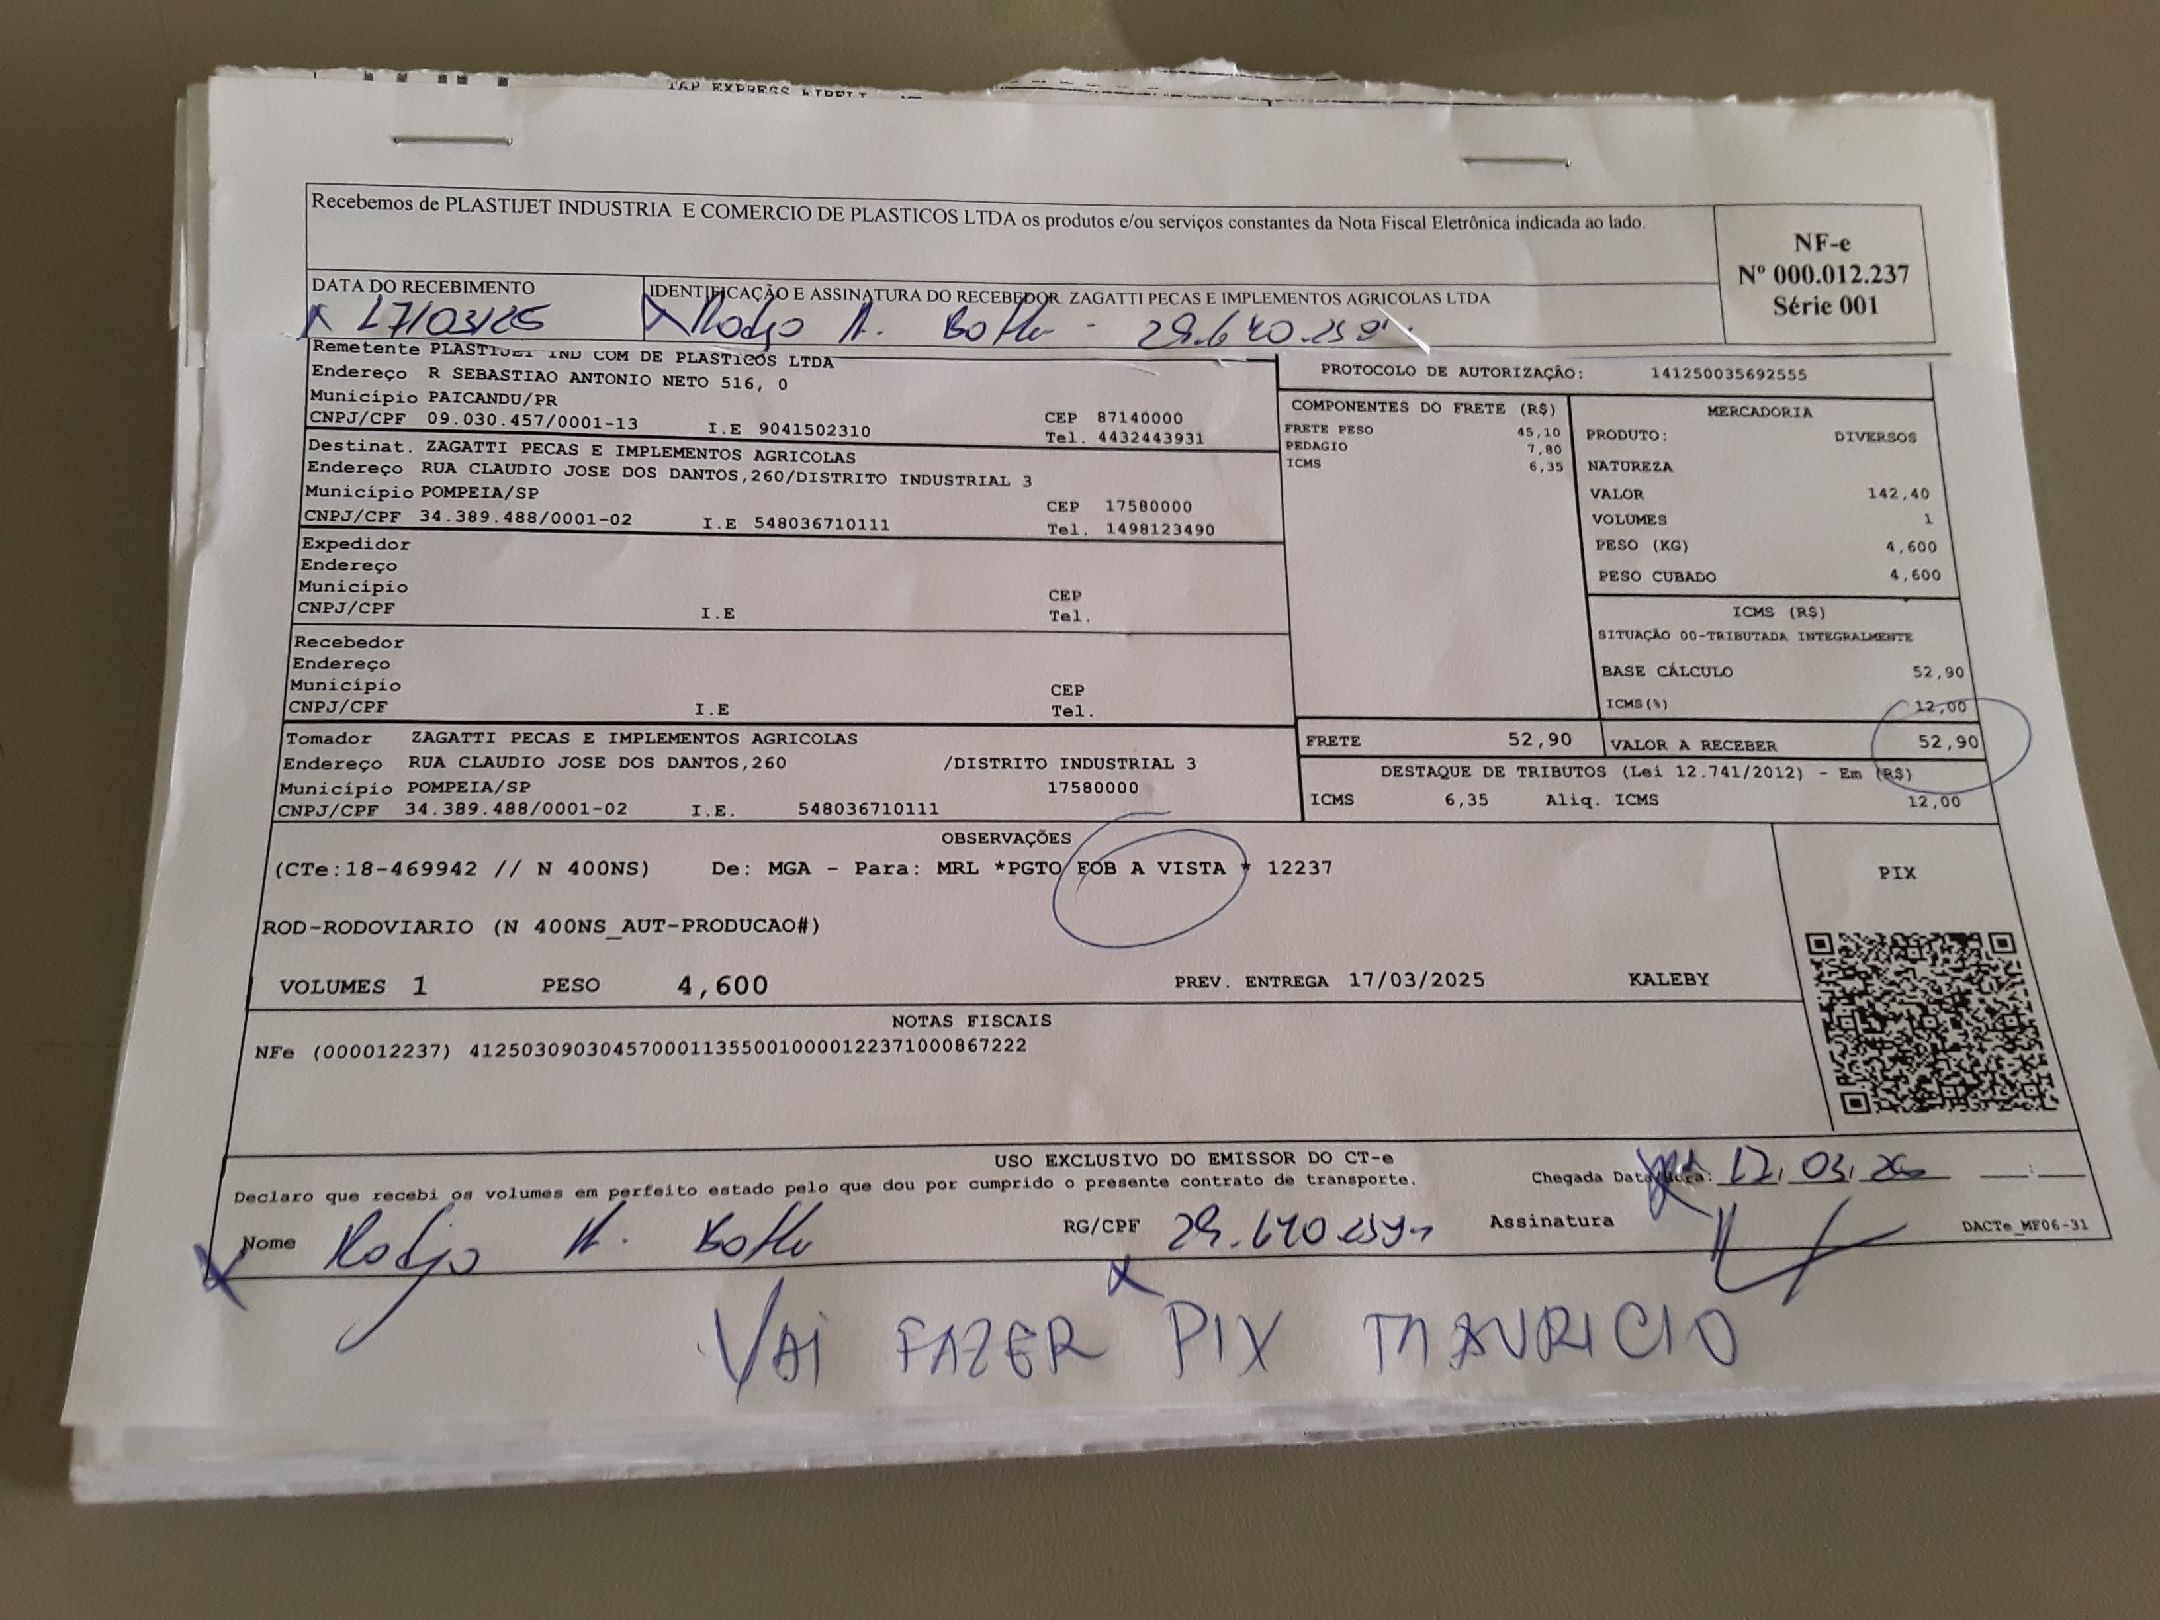 Recebemos de PLASTIJET INDUSTRIA E COMERCIO DE PLASTICOS LTDA os produtos e/ou serviços constantes da Nota Fiscal Eletrônica indicada ao lado.
NF-e
Nº 000.012.237
Série 001
DATA DO RECEBIMENTO
17/03/25
IDENTIFICAÇÃO E ASSINATURA DO RECEBEDOR ZAGATTI PECAS E IMPLEMENTOS AGRICOLAS LTDA
Remetente PLASTIJET IND COM DE PLASTICOS LTDA
Endereço R SEBASTIAO ANTONIO NETO 516, 0
Município PAICANDU/PR
CNPJ/CPF 09.030.457/0001-13 I.E 9041502310
CEP 87140000
Tel. 4432443931
Destinat. ZAGATTI PECAS E IMPLEMENTOS AGRICOLAS
Endereço RUA CLAUDIO JOSE DOS DANTOS,260/DISTRITO INDUSTRIAL 3
Município POMPEIA/SP
CNPJ/CPF 34.389.488/0001-02 I.E 548036710111
CEP 17580000
Tel. 1498123490
Expedidor
Endereço
Município
CNPJ/CPF I.E
CEP
Tel.
Recebedor
Endereço
Município
CNPJ/CPF I.E
CEP
Tel.
Tomador ZAGATTI PECAS E IMPLEMENTOS AGRICOLAS
Endereço RUA CLAUDIO JOSE DOS DANTOS,260 /DISTRITO INDUSTRIAL 3
Município POMPEIA/SP 17580000
CNPJ/CPF 34.389.488/0001-02 I.E. 548036710111
PROTOCOLO DE AUTORIZAÇÃO: 141250035692555
COMPONENTES DO FRETE (R$)
FRETE PESO 45,10
PEDAGIO 7,80
ICMS 6,35
MERCADORIA
PRODUTO: DIVERSOS
NATUREZA
VALOR 142,40
VOLUMES 1
PESO (KG) 4,600
PESO CUBADO 4,600
ICMS (R$)
SITUAÇÃO 00-TRIBUTADA INTEGRALMENTE
BASE CÁLCULO 52,90
ICMS(%) 12,00
FRETE 52,90 VALOR A RECEBER 52,90
DESTAQUE DE TRIBUTOS (Lei 12.741/2012) - Em (R$)
ICMS 6,35 Aliq. ICMS 12,00
OBSERVAÇÕES
(CTe:18-469942 // N 400NS) De: MGA - Para: MRL *PGTO FOB A VISTA * 12237
ROD-RODOVIARIO (N 400NS_AUT-PRODUCAO#)
VOLUMES 1 PESO 4,600 PREV. ENTREGA 17/03/2025 KALEBY
PIX
NOTAS FISCAIS
NFe (000012237) 41250309030457000113550010000122371000867222
USO EXCLUSIVO DO EMISSOR DO CT-e
Declaro que recebi os volumes em perfeito estado pelo que dou por cumprido o presente contrato de transporte.
Chegada Data
Nome
RG/CPF
Assinatura
DACTe_MF06-31
VAI FAZER PIX MAURICIO